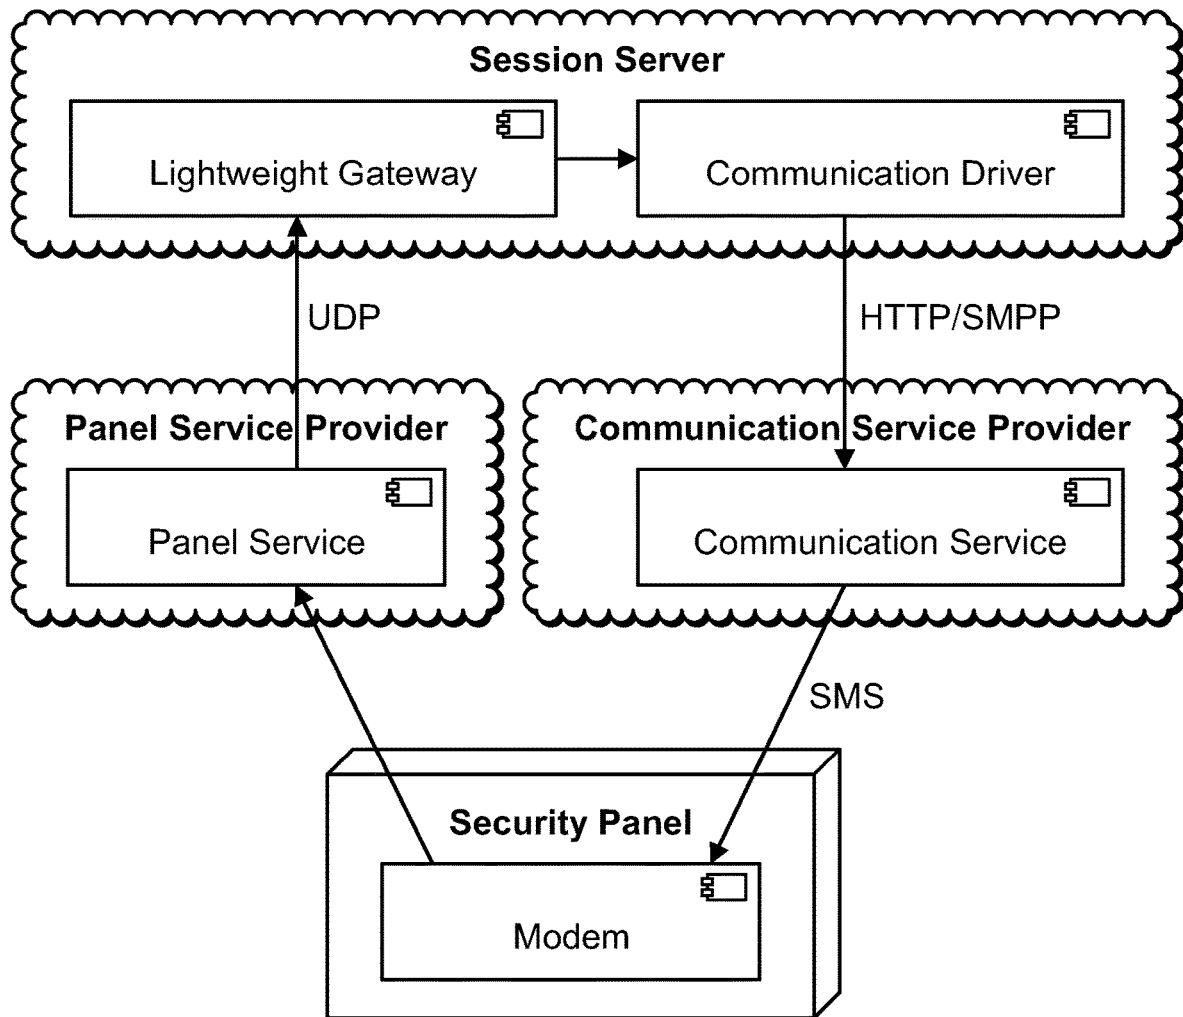 Session Server
Lightweight Gateway
Communication Driver
UDP
HTTP/SMPP
Panel Service Provider
Communication Service Provider
Panel Service
Communication Service
SMS
Security Panel
Modem